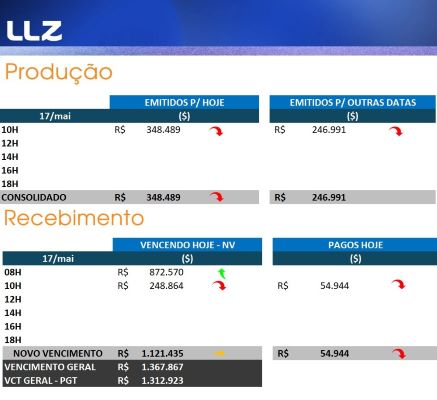 LLZ
Produção
EMITIDOS P/ HOJE EMITIDOS P/ OUTRAS DATAS
17/mai ($) ($)
10H R$ 348.489 R$ 246.991
12H
14H
16H
18H
CONSOLIDADO R$ 348.489 R$ 246.991
Recebimento
VENCENDO HOJE - NV PAGOS HOJE
17/mai ($) ($)
08H R$ 872.570
10H R$ 248.864 R$ 54.944
12H
14H
16H
18H
NOVO VENCIMENTO R$ 1.121.435 R$ 54.944
VENCIMENTO GERAL R$ 1.367.867
VCT GERAL - PGT R$ 1.312.923